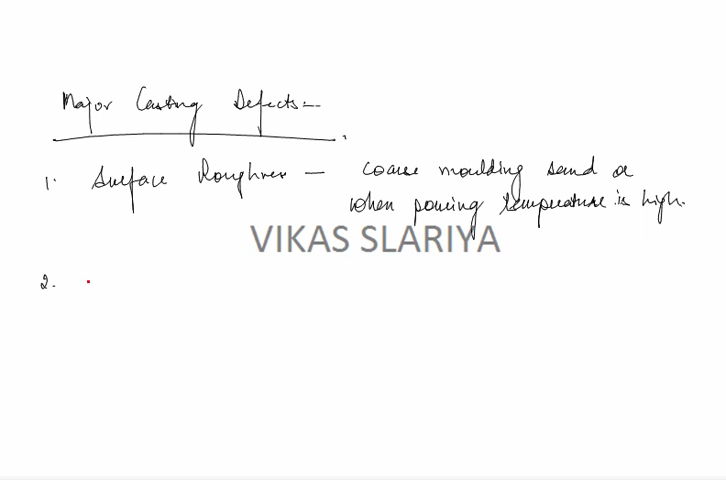 Major Casting Defects:-
1. Surface Roughness - coarse moulding sand or
when pouring temperature is high.
VIKAS SLARIYA
2.